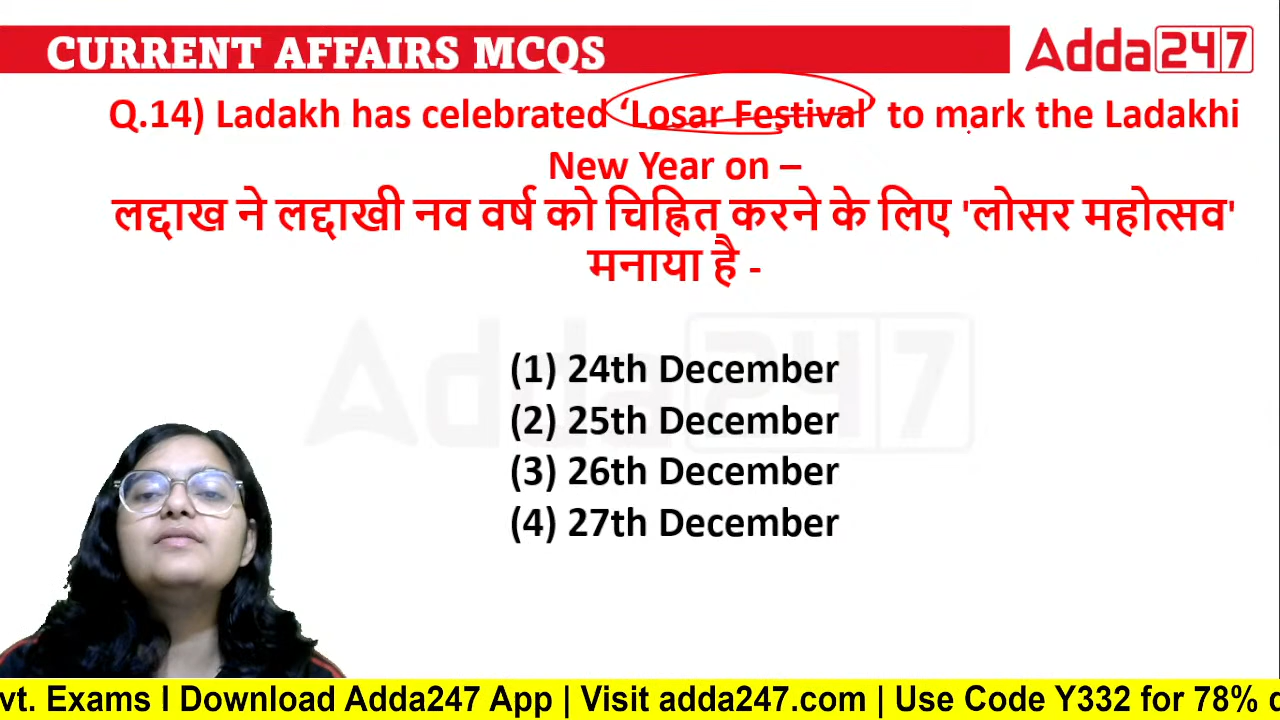 CURRENT AFFAIRS MCQS
Adda247
Q.14) Ladakh has celebrated 'Losar Festival' to mark the Ladakhi
New Year on –
लद्दाख ने लद्दाखी नव वर्ष को चिह्नित करने के लिए 'लोसर महोत्सव'
मनाया है -
Adda247
(1) 24th December
(2) 25th December
(3) 26th December
(4) 27th December
vt. Exams I Download Adda247 App | Visit adda247.com | Use Code Y332 for 78%